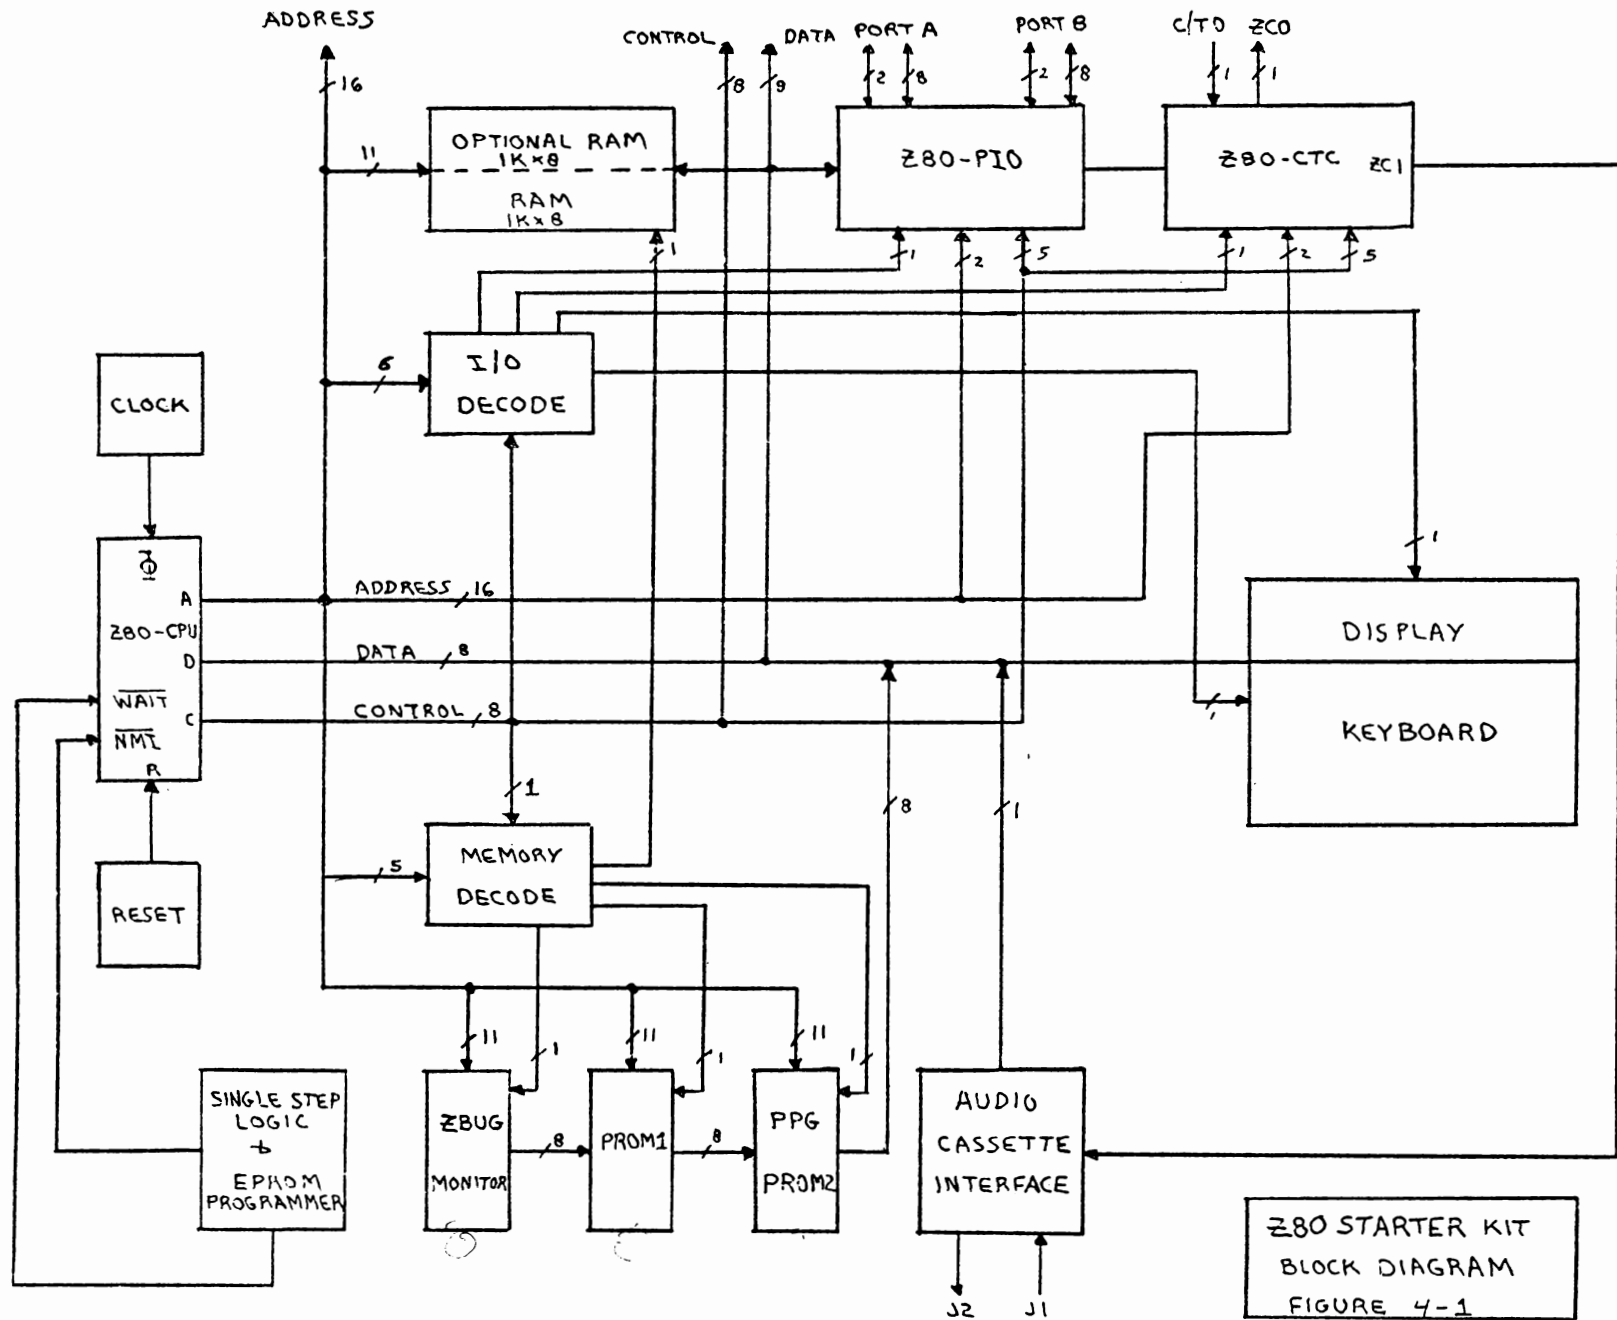 ADDRESS
CONTROL
DATA
PORT A
PORT B
C/T0
ZC0
16
8
9
2
8
2
8
1
1
OPTIONAL RAM
1K×8
RAM
1K×8
11
Z80-PIO
Z80-CTC
ZC1
1
1
2
5
1
2
5
I/O
DECODE
6
CLOCK
1
Φ
A
Z80-CPU
D
WAIT
C
NMI
R
ADDRESS 16
DATA 8
CONTROL 8
DISPLAY
KEYBOARD
1
8
1
MEMORY
DECODE
5
RESET
11
1
11
1
11
1
SINGLE STEP
LOGIC
&
EPROM
PROGRAMMER
ZBUG
MONITOR
8
PROM1
8
PPG
PROM2
AUDIO
CASSETTE
INTERFACE
J2
J1
Z80 STARTER KIT
BLOCK DIAGRAM
FIGURE 4-1